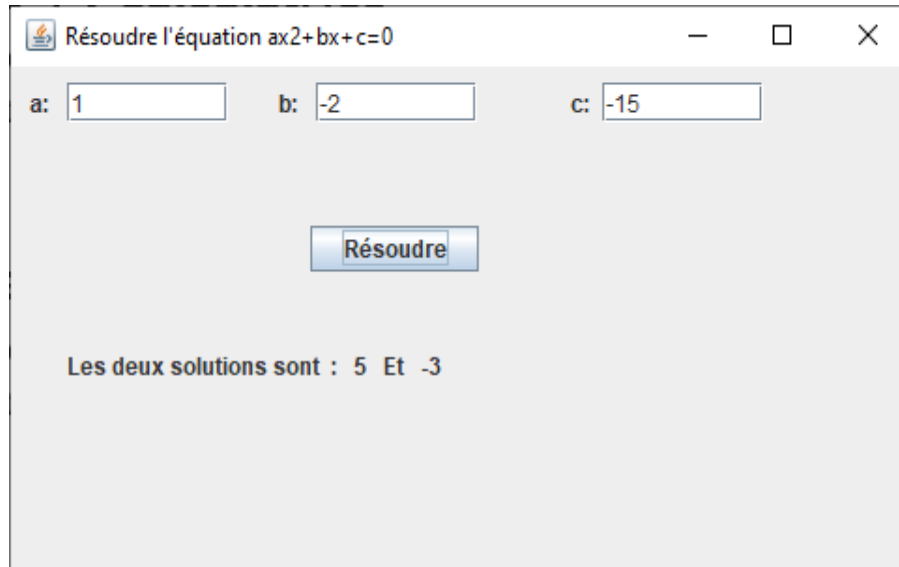 Résoudre l'équation ax2+bx+c=0
a: 1 b: -2 c: -15
Résoudre
Les deux solutions sont : 5 Et -3